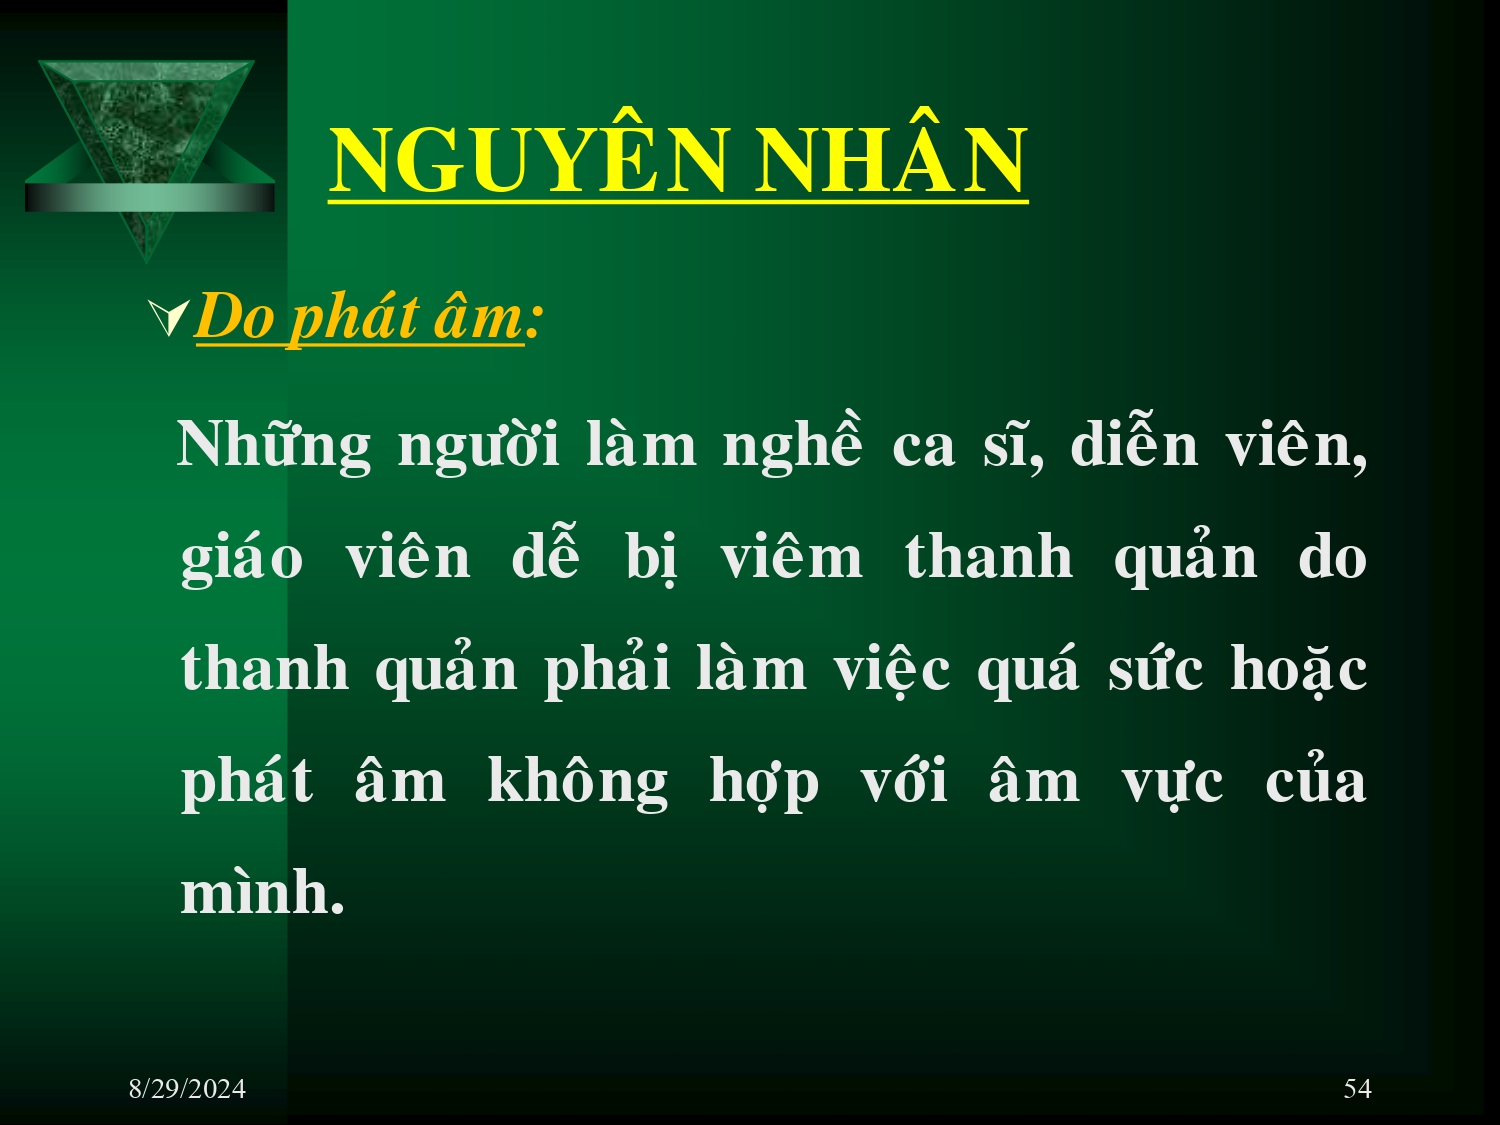 NGUYÊN NHÂN
Do phát âm:
Những người làm nghề ca sĩ, diễn viên,
giáo viên dễ bị viêm thanh quản do
thanh quản phải làm việc quá sức hoặc
phát âm không hợp với âm vực của
mình.
8/29/2024 54